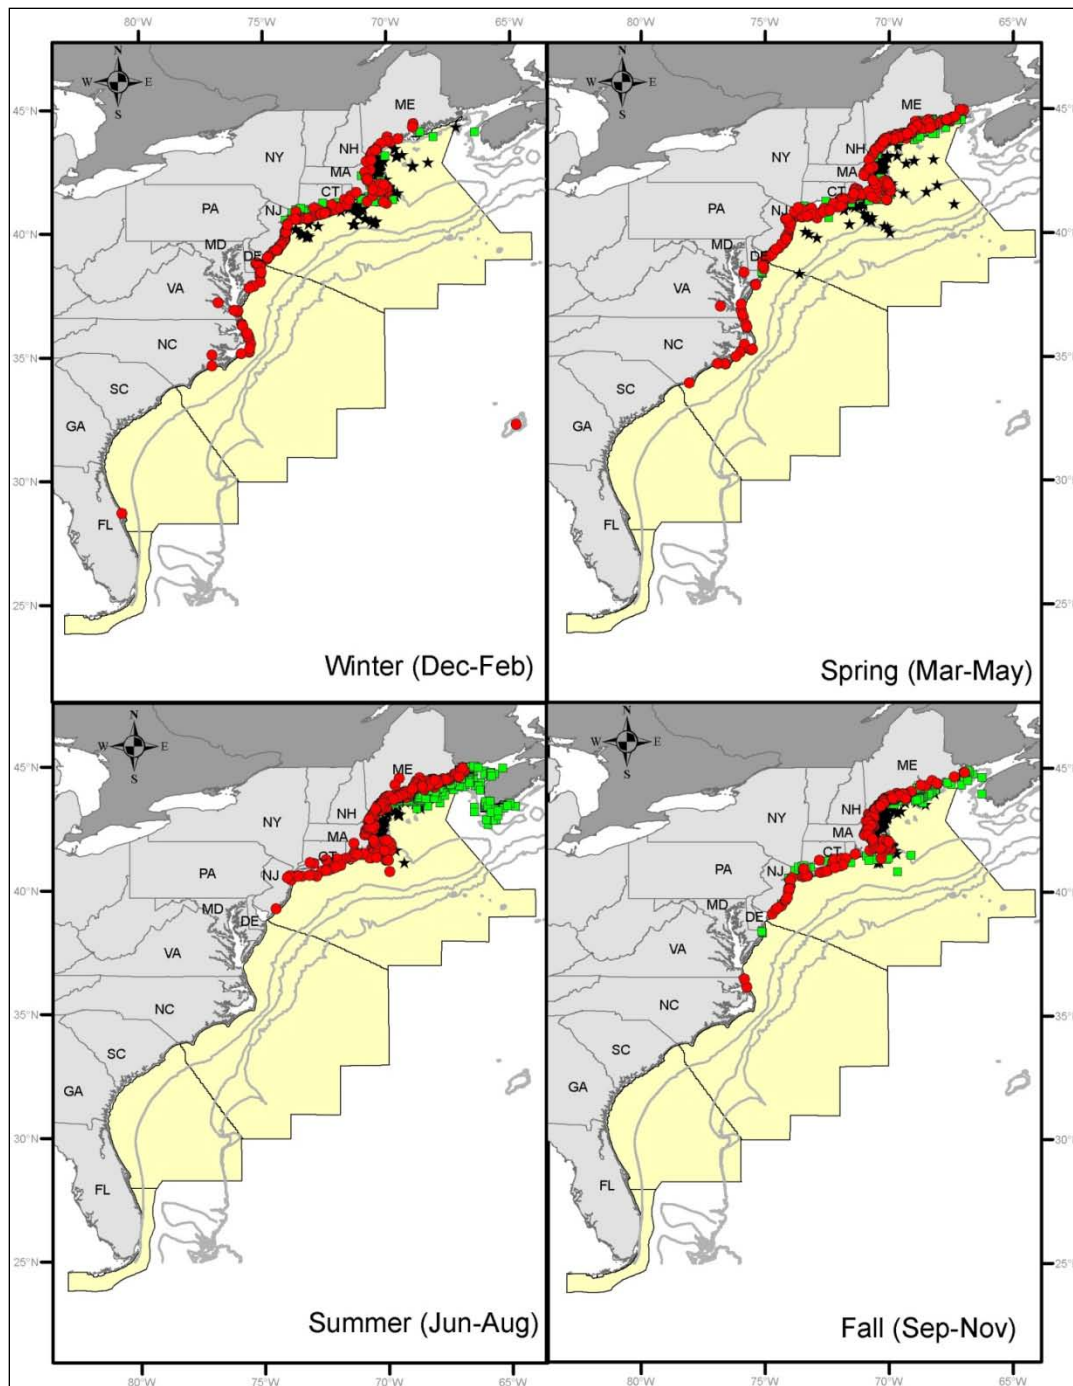 80°W 75°W 70°W 65°W
N
W E
S
45°N
ME
NH
NY
MA
CT
PA
NJ
MD
DE
VA
NC
SC
GA
FL
40°N
35°N
30°N
25°N
Winter (Dec-Feb)
80°W 75°W 70°W 65°W
N
W E
S
45°N
ME
NH
NY
MA
CT
PA
NJ
MD
DE
VA
NC
SC
GA
FL
40°N
35°N
30°N
25°N
Spring (Mar-May)
N
W E
S
45°N
ME
NH
NY
MA
CT
PA
NJ
MD
DE
VA
NC
SC
GA
FL
40°N
35°N
30°N
25°N
Summer (Jun-Aug)
80°W 75°W 70°W 65°W
N
W E
S
45°N
ME
NH
NY
MA
CT
PA
NJ
MD
DE
VA
NC
SC
GA
FL
40°N
35°N
30°N
25°N
Fall (Sep-Nov)
80°W 75°W 70°W 65°W